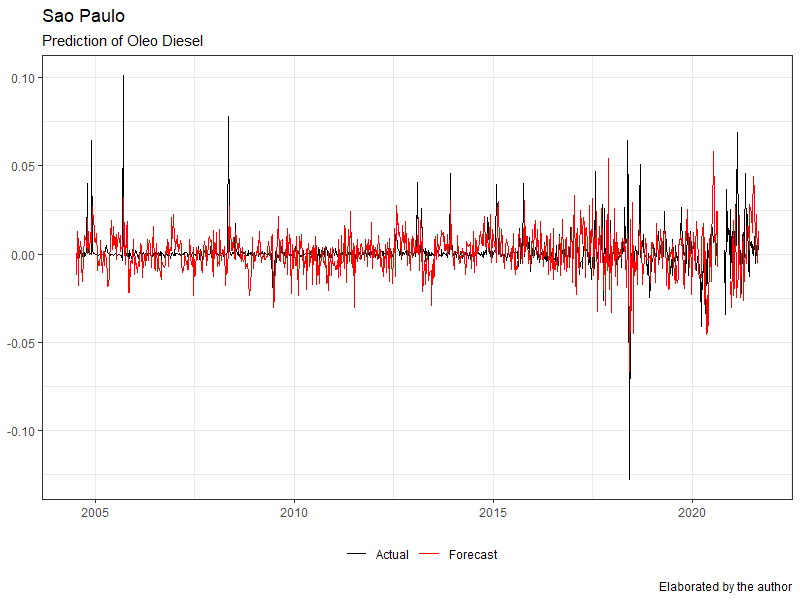 Sao Paulo
Prediction of Oleo Diesel
0.10
0.05
0.00
-0.05
-0.10
2005 2010 2015 2020
Actual Forecast
Elaborated by the author